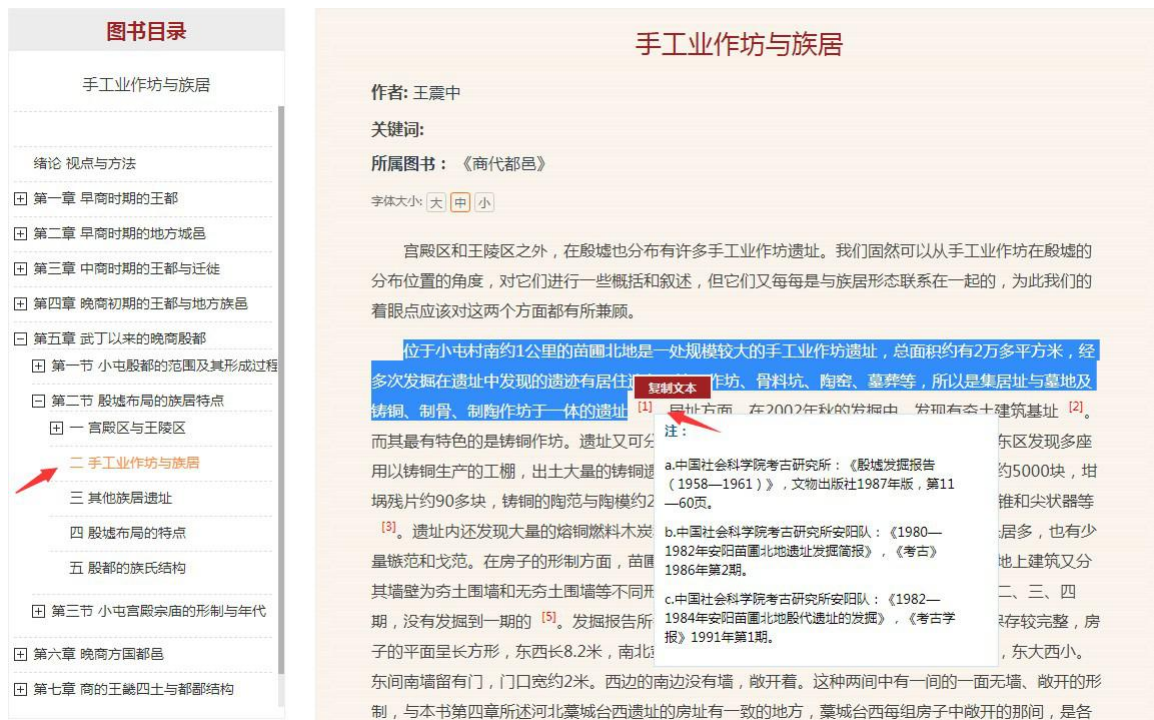 图书目录
手工业作坊与族居
绪论 视点与方法
第一章 早商时期的王都
第二章 早商时期的地方城邑
第三章 中商时期的王都与迁徙
第四章 晚商初期的王都与地方族邑
第五章 武丁以来的晚商殷都
第一节 小屯殷都的范围及其形成过程
第二节 殷墟布局的族居特点
一 宫殿区与王陵区
二 手工业作坊与族居
三 其他族居遗址
四 殷墟布局的特点
五 殷都的族氏结构
第三节 小屯宫殿宗庙的形制与年代
第六章 晚商方国都邑
第七章 商的王畿四土与都鄙结构
手工业作坊与族居
作者: 王震中
关键词:
所属图书：《商代都邑》
字体大小: 大 中 小
宫殿区和王陵区之外，在殷墟也分布有许多手工业作坊遗址。我们固然可以从手工业作坊在殷墟的
分布位置的角度，对它们进行一些概括和叙述，但它们又每每是与族居形态联系在一起的，为此我们的
着眼点应该对这两个方面都有所兼顾。
位于小屯村南约1公里的苗圃北地是一处规模较大的手工业作坊遗址，总面积约有2万多平方米，经
多次发掘在遗址中发现的遗迹有居住 作坊、骨料坑、陶窑、墓葬等，所以是集居址与墓地及
复制文本
铸铜、制骨、制陶作坊于一体的遗址 [1] 居址方面，在2002年秋的发掘中，发现有夯土建筑基址 [2]。
而其最有特色的是铸铜作坊。遗址又可分 东区发现多座
用以铸铜生产的工棚，出土大量的铸铜遗 约5000块，坩
埚残片约90多块，铸铜的陶范与陶模约2 锥和尖状器等
[3]。遗址内还发现大量的熔铜燃料木炭 居多，也有少
量镞范和戈范。在房子的形制方面，苗圃 地上建筑又分
其墙壁为夯土围墙和无夯土围墙等不同形 二、三、四
期，没有发掘到一期的 [5]。发掘报告所 保存较完整，房
子的平面呈长方形，东西长8.2米，南北 ，东大西小。
东间南墙留有门，门口宽约2米。西边的南边没有墙，敞开着。这种两间中有一间的一面无墙、敞开的形
制，与本书第四章所述河北藁城台西遗址的房址有一致的地方，藁城台西每组房子中敞开的那间，是各
注：
a.中国社会科学院考古研究所：《殷墟发掘报告
（1958—1961）》，文物出版社1987年版，第11
—60页。
b.中国社会科学院考古研究所安阳队：《1980—
1982年安阳苗圃北地遗址发掘简报》，《考古》
1986年第2期。
c.中国社会科学院考古研究所安阳队：《1982—
1984年安阳苗圃北地殷代遗址的发掘》，《考古学
报》1991年第1期。